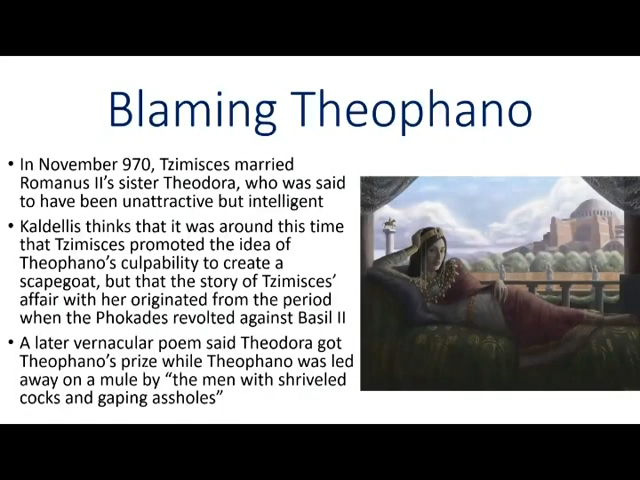 Blaming Theophano
• In November 970, Tzimisces married
Romanus II's sister Theodora, who was said
to have been unattractive but intelligent
• Kaldellis thinks that it was around this time
that Tzimisces promoted the idea of
Theophano's culpability to create a
scapegoat, but that the story of Tzimisces'
affair with her originated from the period
when the Phokades revolted against Basil II
• A later vernacular poem said Theodora got
Theophano's prize while Theophano was led
away on a mule by “the men with shriveled
cocks and gaping assholes”